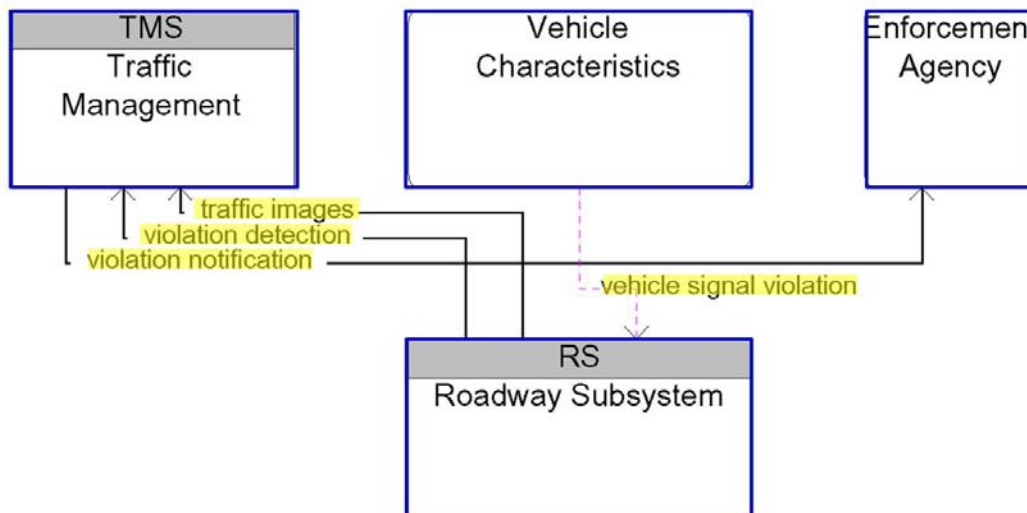 TMS
Traffic
Management
Vehicle
Characteristics
Enforcemen
Agency
traffic images
violation detection
violation notification
vehicle signal violation
RS
Roadway Subsystem